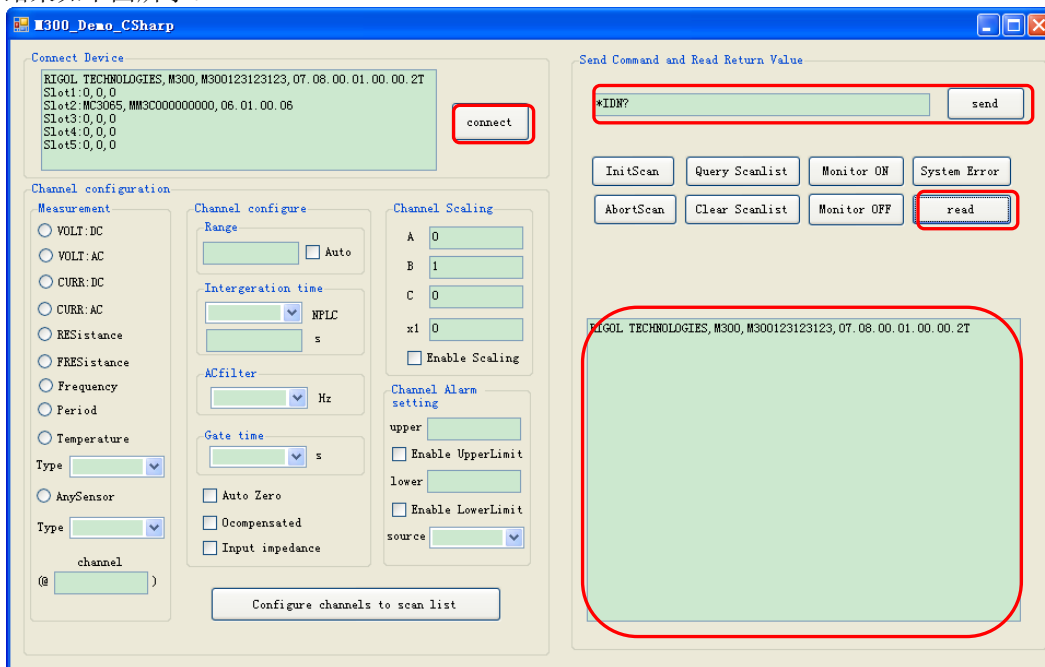 M300_Demo_CSharp
Connect Device
RIGOL TECHNOLOGIES, M300, M300123123123, 07.08.00.01.00.00.2T
Slot1:0,0,0
Slot2:MC3065, MM3C000000000, 06.01.00.06
Slot3:0,0,0
Slot4:0,0,0
Slot5:0,0,0
connect
Channel configuration
Measurement
VOLT:DC
VOLT:AC
CURR:DC
CURR:AC
RESistance
FRESistance
Frequency
Period
Temperature
Type
AnySensor
Type
channel
(@ )
Channel configure
Range
Auto
Intergeration time
NPLC
s
ACfilter
Hz
Gate time
s
Auto Zero
Ocompensated
Input impedance
Channel Scaling
A 0
B 1
C 0
x1 0
Enable Scaling
Channel Alarm
setting
upper
Enable UpperLimit
lower
Enable LowerLimit
source
Configure channels to scan list
Send Command and Read Return Value
*IDN? send
InitScan Query Scanlist Monitor ON System Error
AbortScan Clear Scanlist Monitor OFF read
RIGOL TECHNOLOGIES, M300, M300123123123, 07.08.00.01.00.00.2T